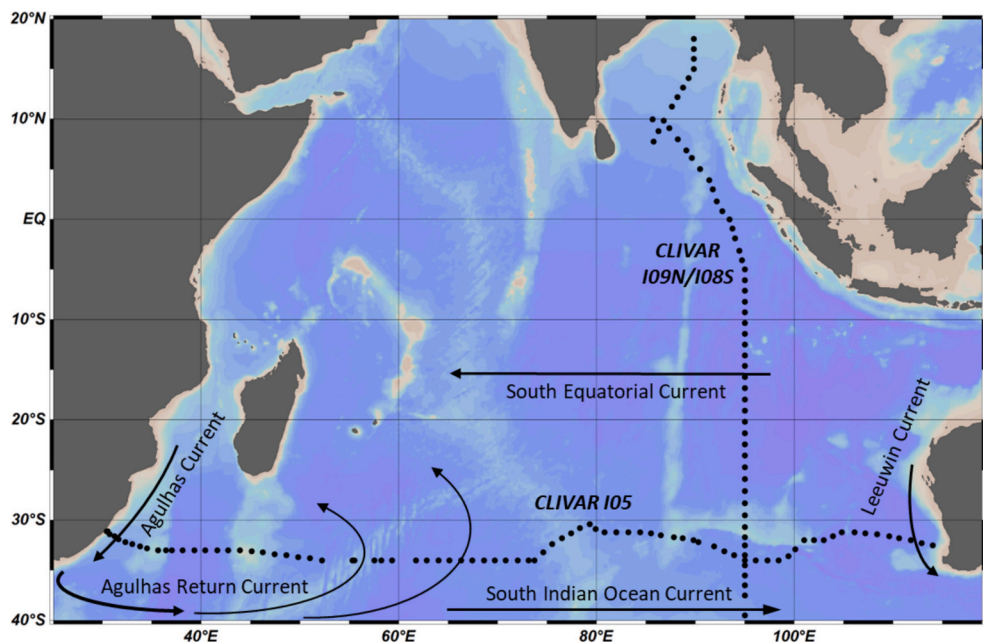 20°N
10°N
EQ
10°S
20°S
30°S
40°S
40°E
60°E
80°E
100°E
CLIVAR
I09N/I08S
South Equatorial Current
Agulhas Current
Leeuwin Current
CLIVAR I05
Agulhas Return Current
South Indian Ocean Current